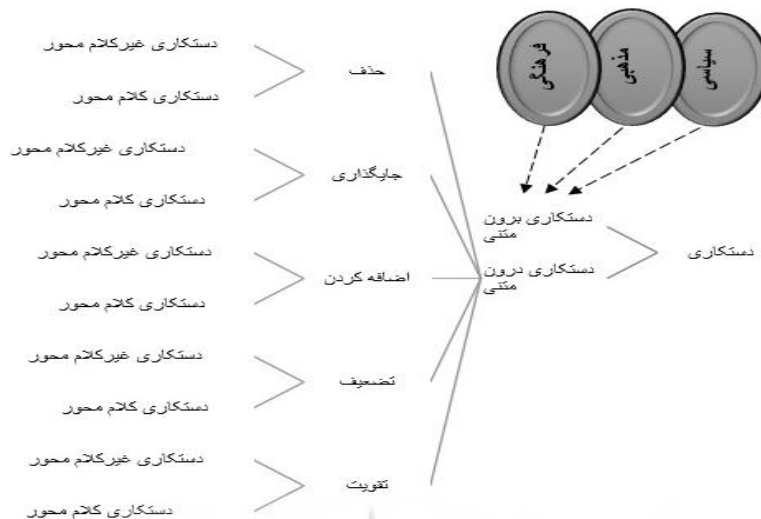 سیاسی
مذهبی
فرهنگی
دستکاری
دستکاری برون
متنی
دستکاری درون
متنی
حذف
دستکاری غیرکلام محور
دستکاری کلام محور
جایگذاری
دستکاری غیرکلام محور
دستکاری کلام محور
اضافه کردن
دستکاری غیرکلام محور
دستکاری کلام محور
تضعیف
دستکاری غیرکلام محور
دستکاری کلام محور
تقویت
دستکاری غیرکلام محور
دستکاری کلام محور